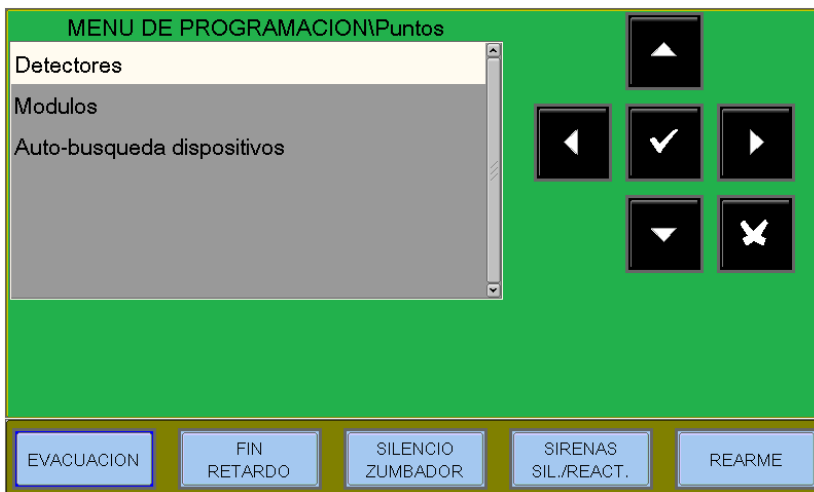 MENU DE PROGRAMACION\Puntos
Detectores
Modulos
Auto-busqueda dispositivos
EVACUACION
FIN
RETARDO
SILENCIO
ZUMBADOR
SIRENAS
SIL./REACT.
REARME